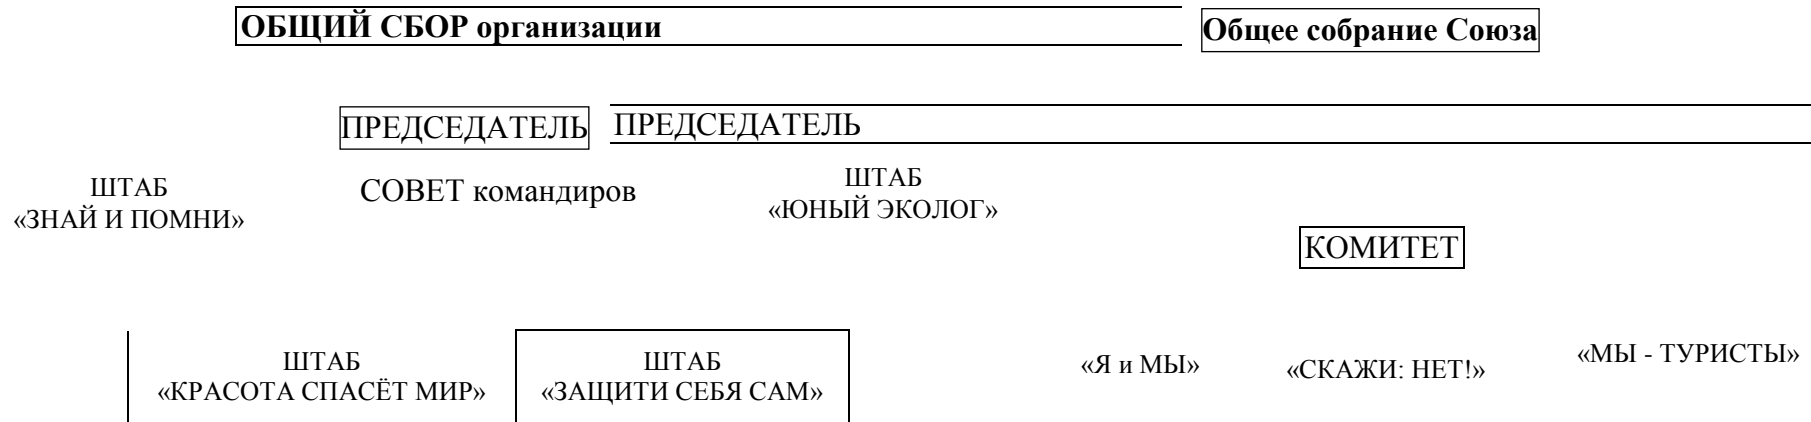 ОБЩИЙ СБОР организации
Общее собрание Союза
ПРЕДСЕДАТЕЛЬ
ПРЕДСЕДАТЕЛЬ
ШТАБ
«ЗНАЙ И ПОМНИ»
СОВЕТ командиров
ШТАБ
«ЮНЫЙ ЭКОЛОГ»
КОМИТЕТ
ШТАБ
«КРАСОТА СПАСЁТ МИР»
ШТАБ
«ЗАЩИТИ СЕБЯ САМ»
«Я и МЫ»
«СКАЖИ: НЕТ!»
«МЫ - ТУРИСТЫ»